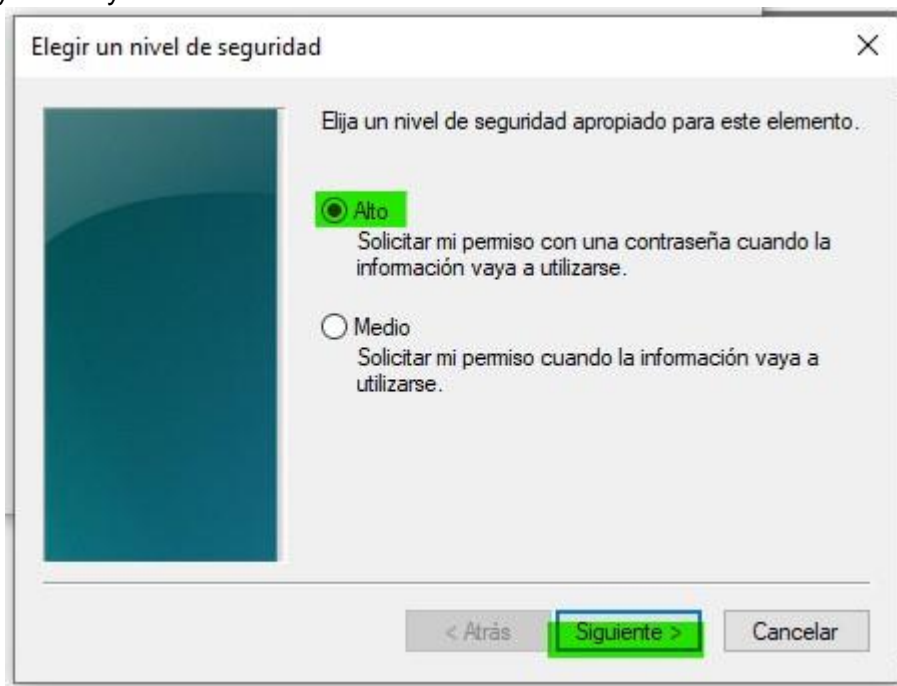 Elegir un nivel de seguridad
Elija un nivel de seguridad apropiado para este elemento.
Alto
Solicitar mi permiso con una contraseña cuando la
información vaya a utilizarse.
Medio
Solicitar mi permiso cuando la información vaya a
utilizarse.
< Atrás Siguiente > Cancelar